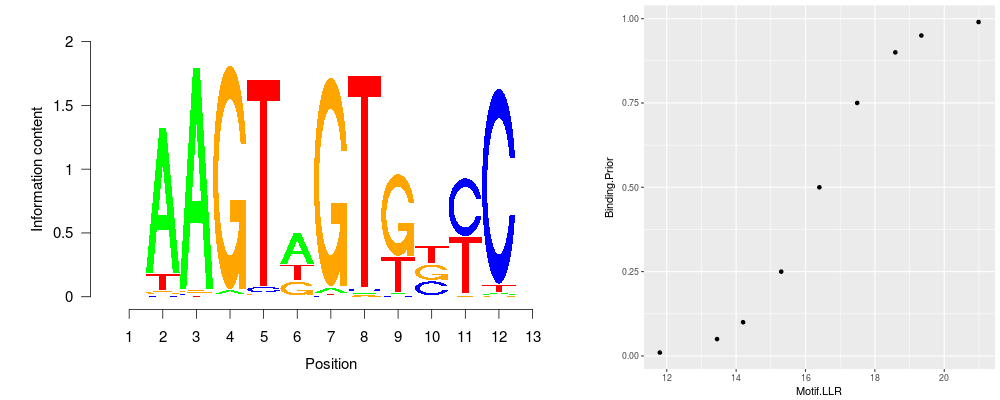 2
1.5
1
0.5
0
Information content
A A G T A G T G T C C
T T G T G T
G C
1 2 3 4 5 6 7 8 9 10 11 12 13
Position
1.00
0.75
0.50
0.25
0.00
Binding.Prior
12 14 16 18 20
Motif.LLR